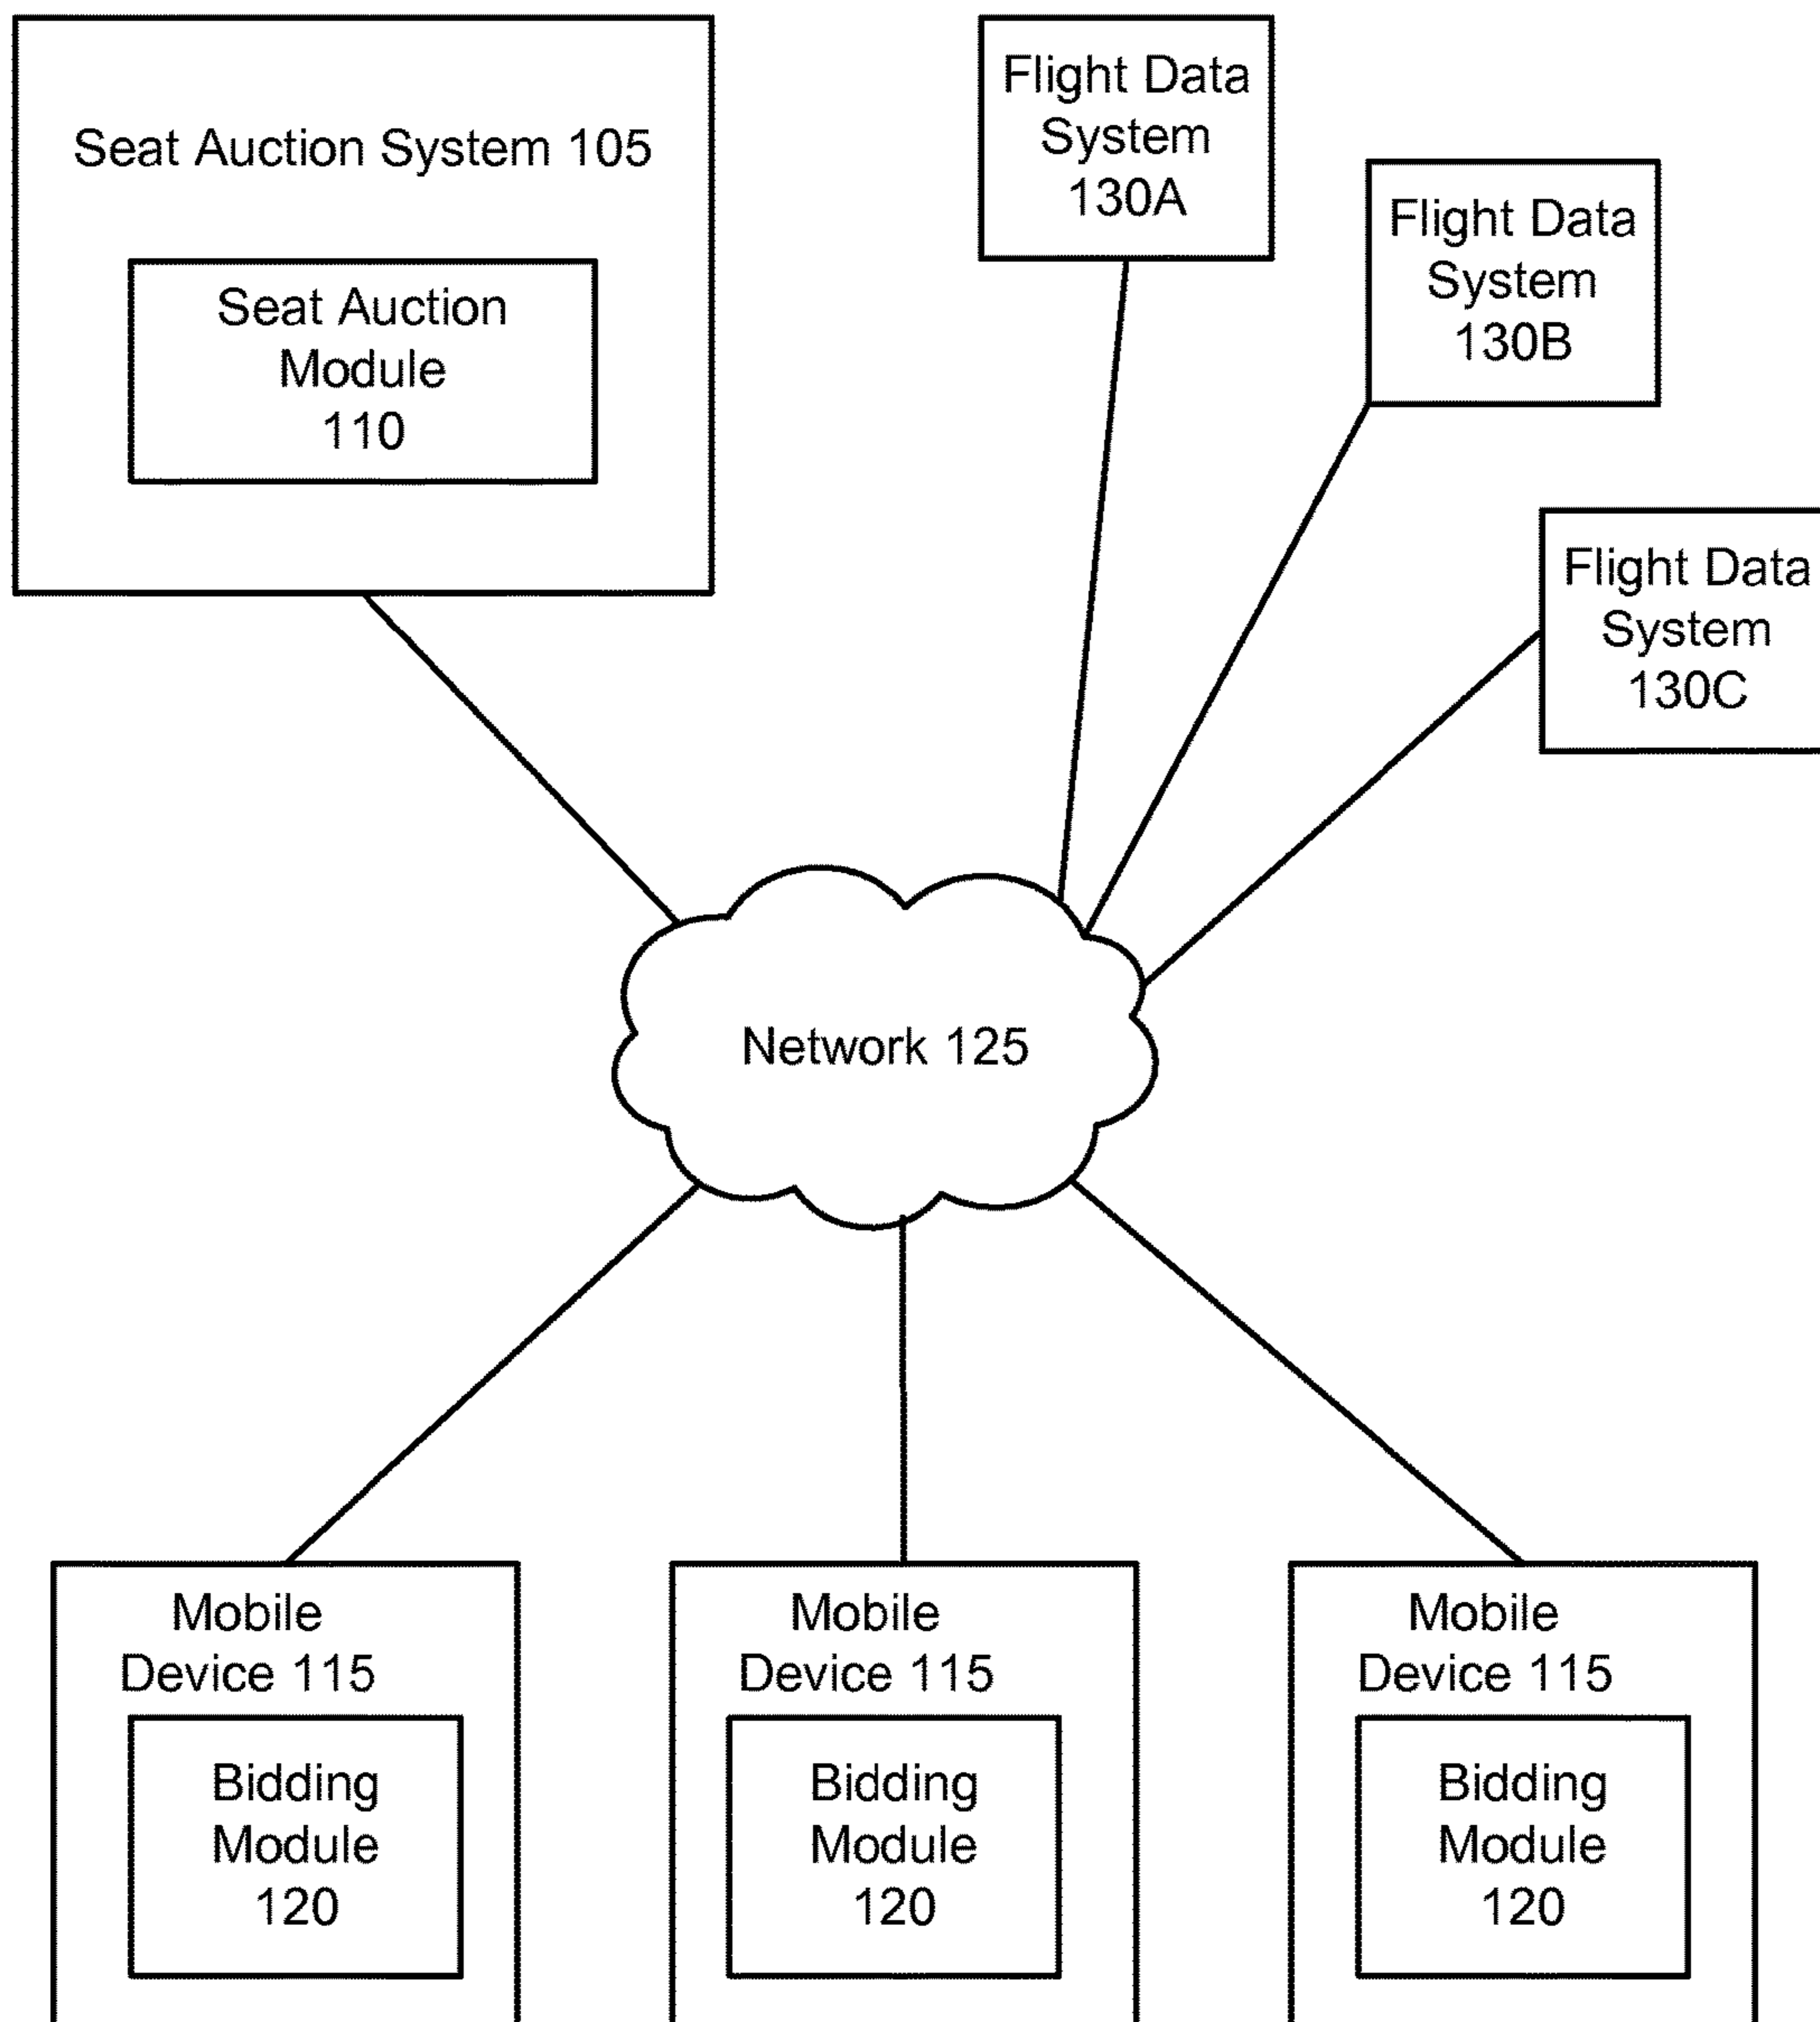 Seat Auction System 105
Seat Auction
Module
110
Flight Data
System
130A
Flight Data
System
130B
Flight Data
System
130C
Network 125
Mobile
Device 115
Bidding
Module
120
Mobile
Device 115
Bidding
Module
120
Mobile
Device 115
Bidding
Module
120